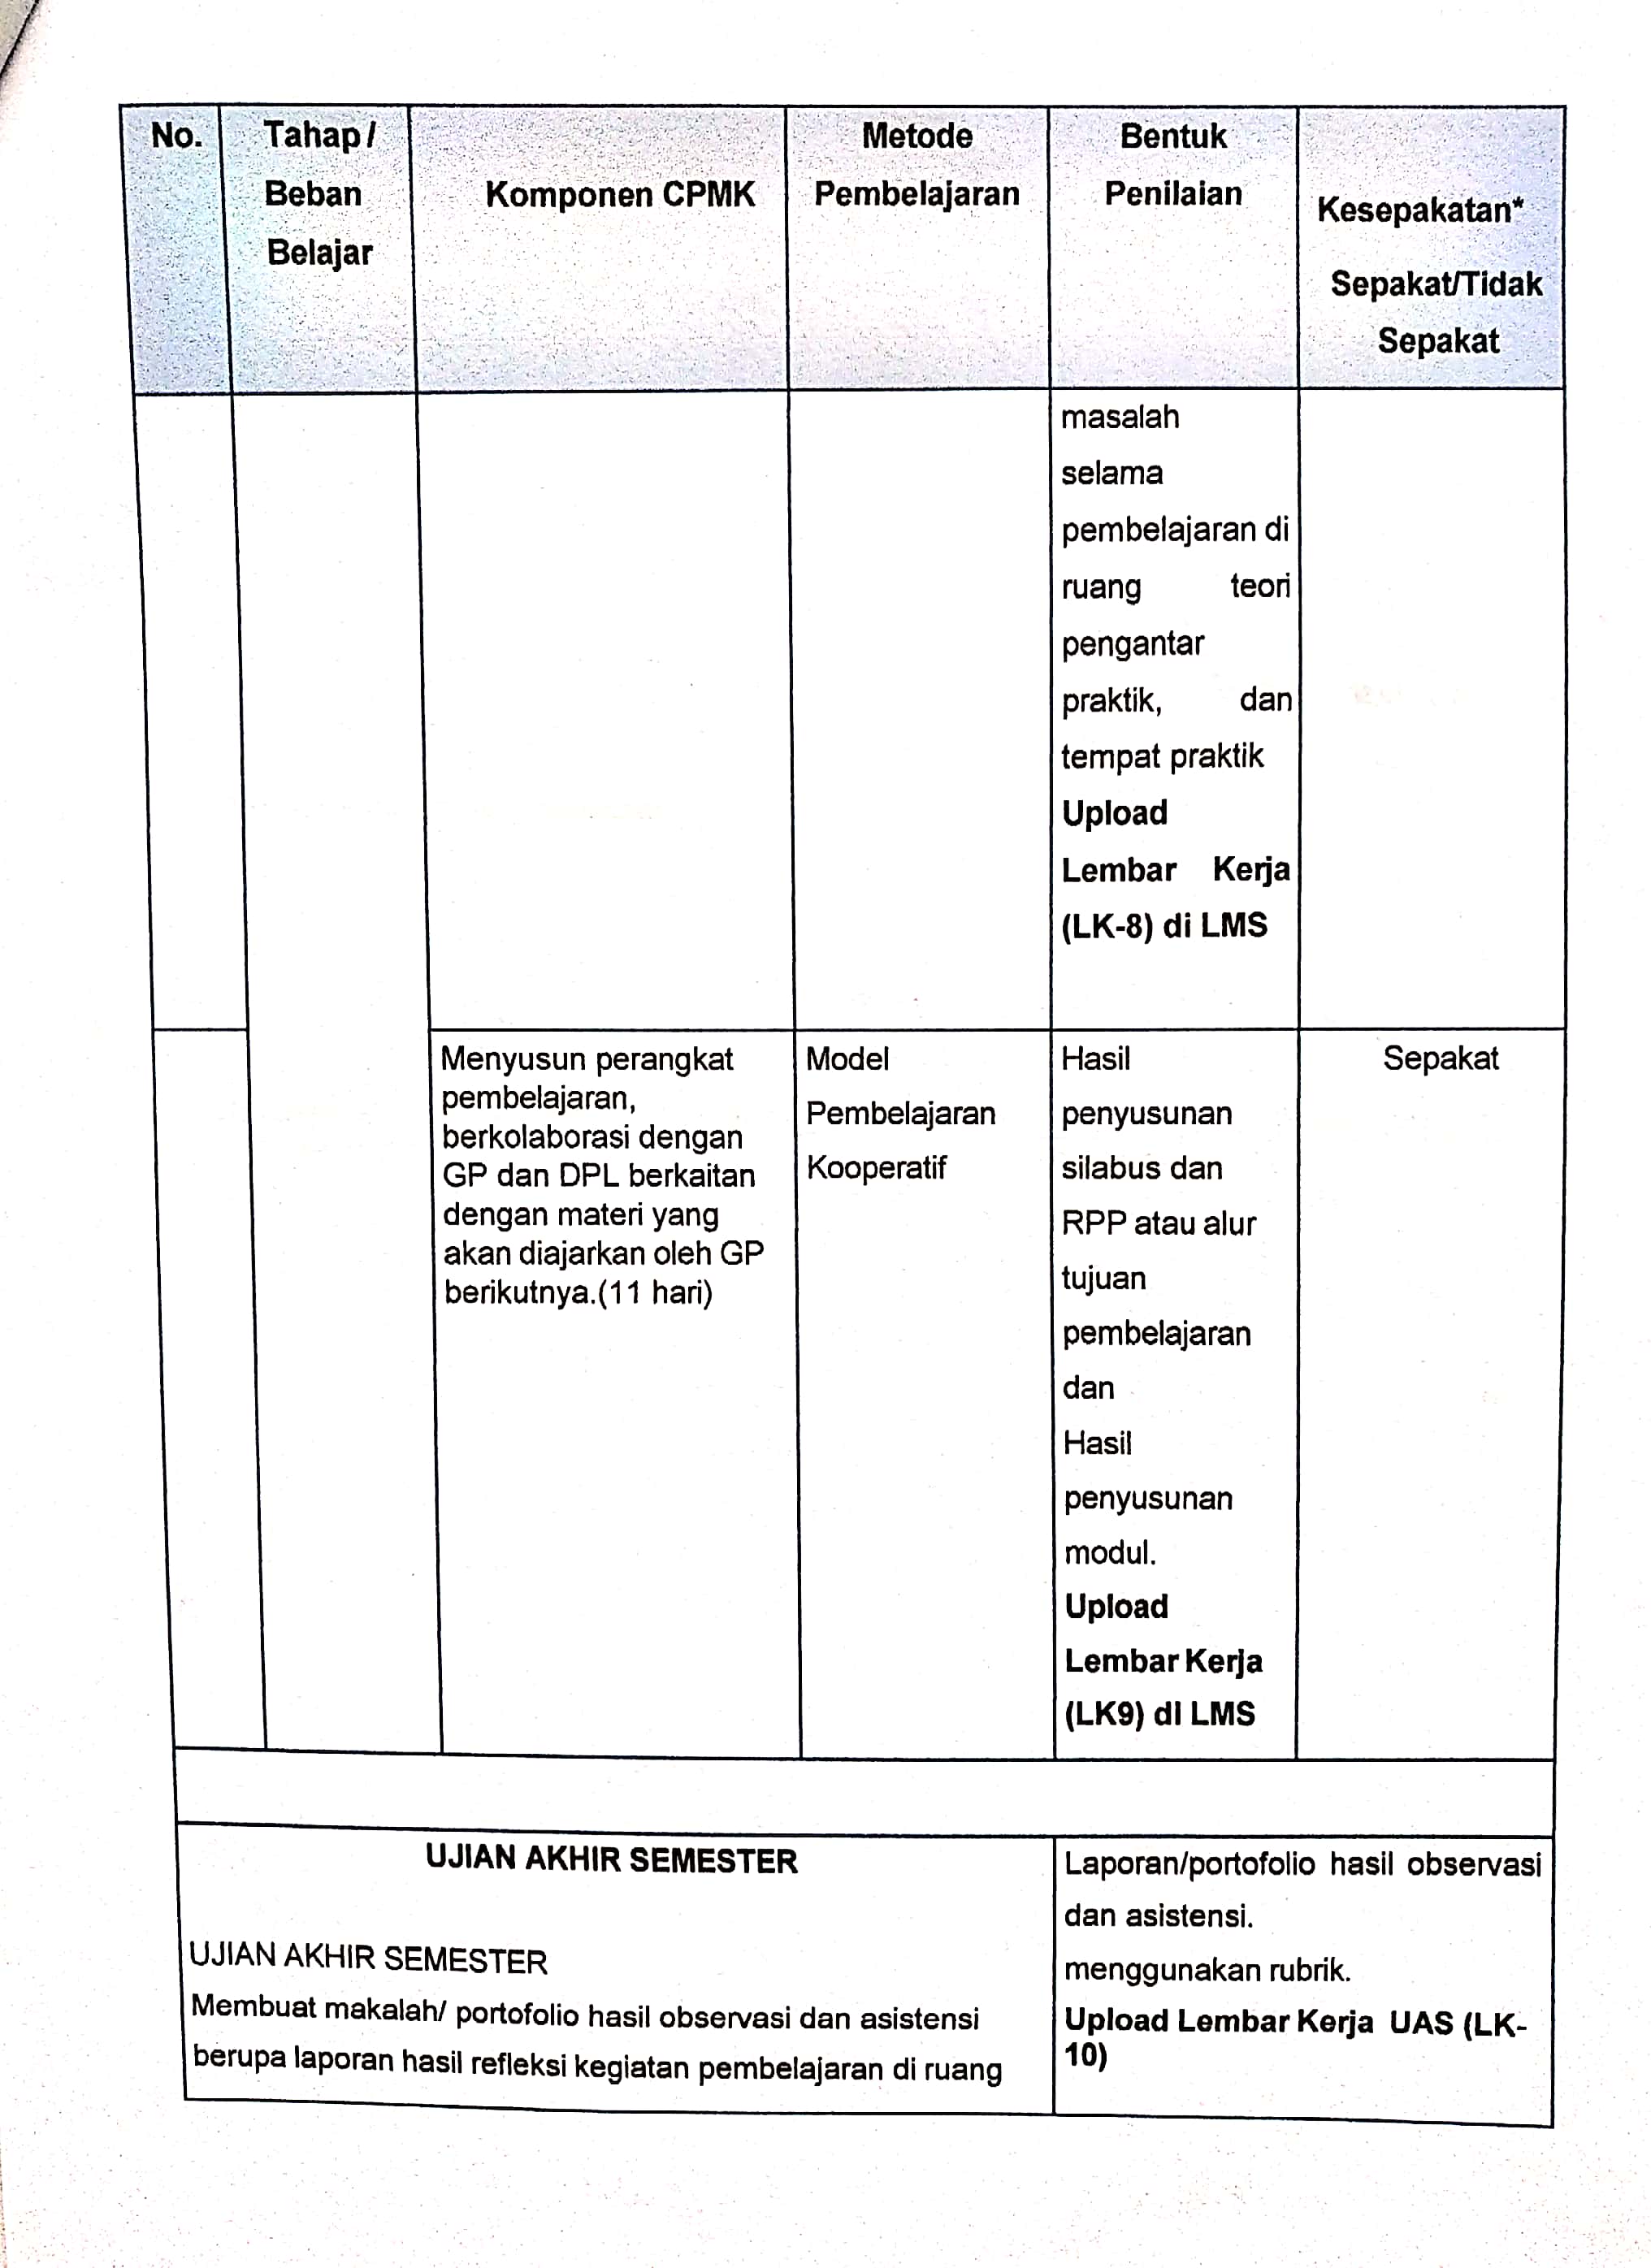 No.
Tahap/
Beban
Belajar
Komponen CPMK
Metode
Pembelajaran
Bentuk
Penilaian
Kesepakatan*
Sepakat/Tidak
Sepakat
masalah
selama
pembelajaran di
ruang teori
pengantar
praktik, dan
tempat praktik
Upload
Lembar Kerja
(LK-8) di LMS
Menyusun perangkat
pembelajaran,
berkolaborasi dengan
GP dan DPL berkaitan
dengan materi yang
akan diajarkan oleh GP
berikutnya.(11 hari)
Model
Pembelajaran
Kooperatif
Hasil
penyusunan
silabus dan
RPP atau alur
tujuan
pembelajaran
dan
Hasil
penyusunan
modul.
Upload
Lembar Kerja
(LK9) di LMS
Sepakat
UJIAN AKHIR SEMESTER
UJIAN AKHIR SEMESTER
Membuat makalah/ portofolio hasil observasi dan asistensi
berupa laporan hasil refleksi kegiatan pembelajaran di ruang
Laporan/portofolio hasil observasi
dan asistensi.
menggunakan rubrik.
Upload Lembar Kerja UAS (LK-
10)